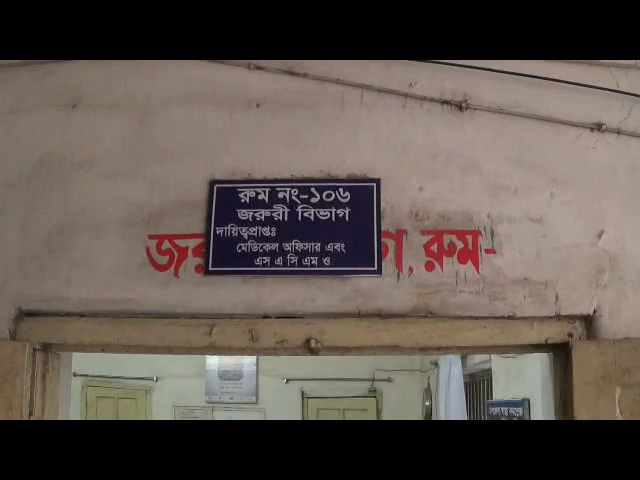 রুম নং-১০৬
জরুরী বিভাগ
দায়িত্বপ্রাপ্তঃ
মেডিকেল অফিসার এবং
এস এ সি এম ও
গ, রুম-